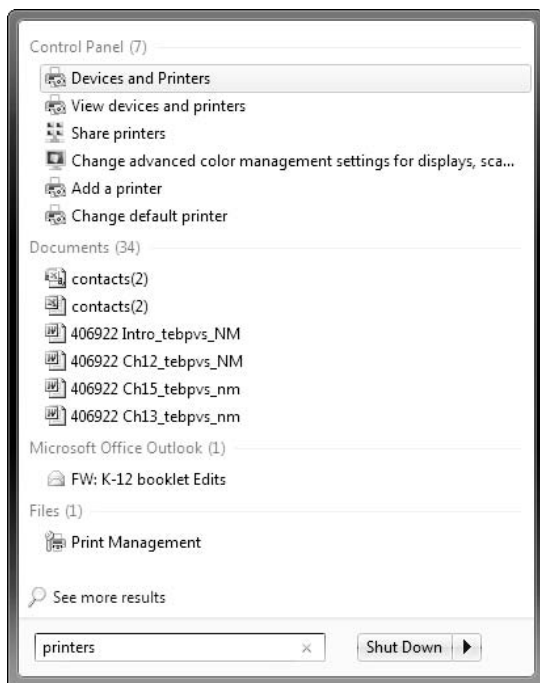 Control Panel (7)
Devices and Printers
View devices and printers
Share printers
Change advanced color management settings for displays, sca...
Add a printer
Change default printer
Documents (34)
contacts(2)
contacts(2)
406922 Intro_tebpvs_NM
406922 Ch12_tebpvs_NM
406922 Ch15_tebpvs_nm
406922 Ch13_tebpvs_nm
Microsoft Office Outlook (1)
FW: K-12 booklet Edits
Files (1)
Print Management
See more results
printers
Shut Down